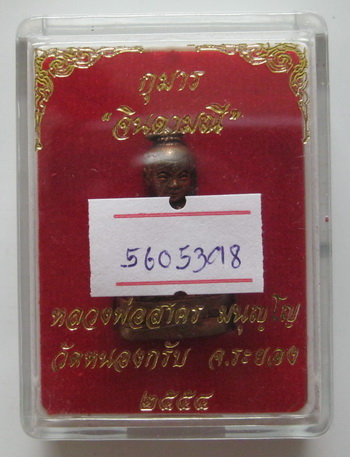 กุมาร
"จินดามณี"
5605398
หลวงพ่อสาคร มนุญฺโญ
วัดหนองกรับ จ.ระยอง
๒๕๕๔